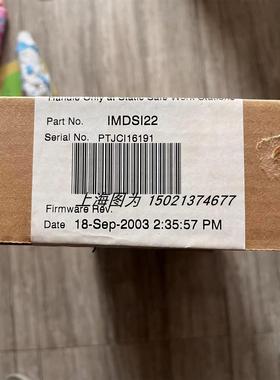 Handle Only at Static Safe Work Stations
Part No. IMDSI22
Serial No. PTJCI16191
上海图为 15021374677
Firmware Rev.
Date 18-Sep-2003 2:35:57 PM